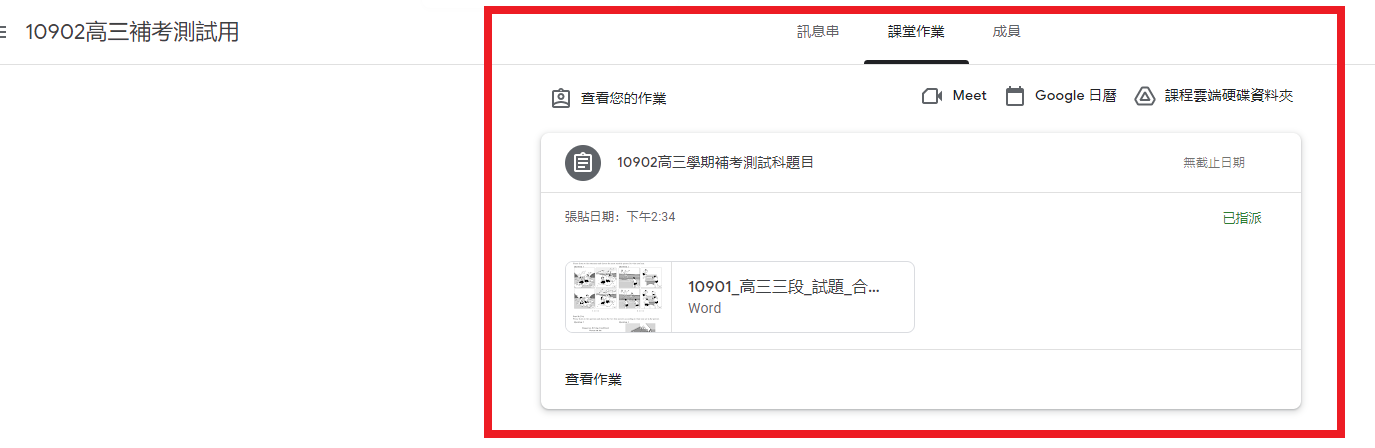 10902高三補考測試用
訊息串 課堂作業 成員
查看您的作業 Meet Google 日曆 課程雲端硬碟資料夾
10902高三學期補考測試科題目 無截止日期
張貼日期：下午2:34 已指派
10901_高三三段_試題_合...
Word
查看作業